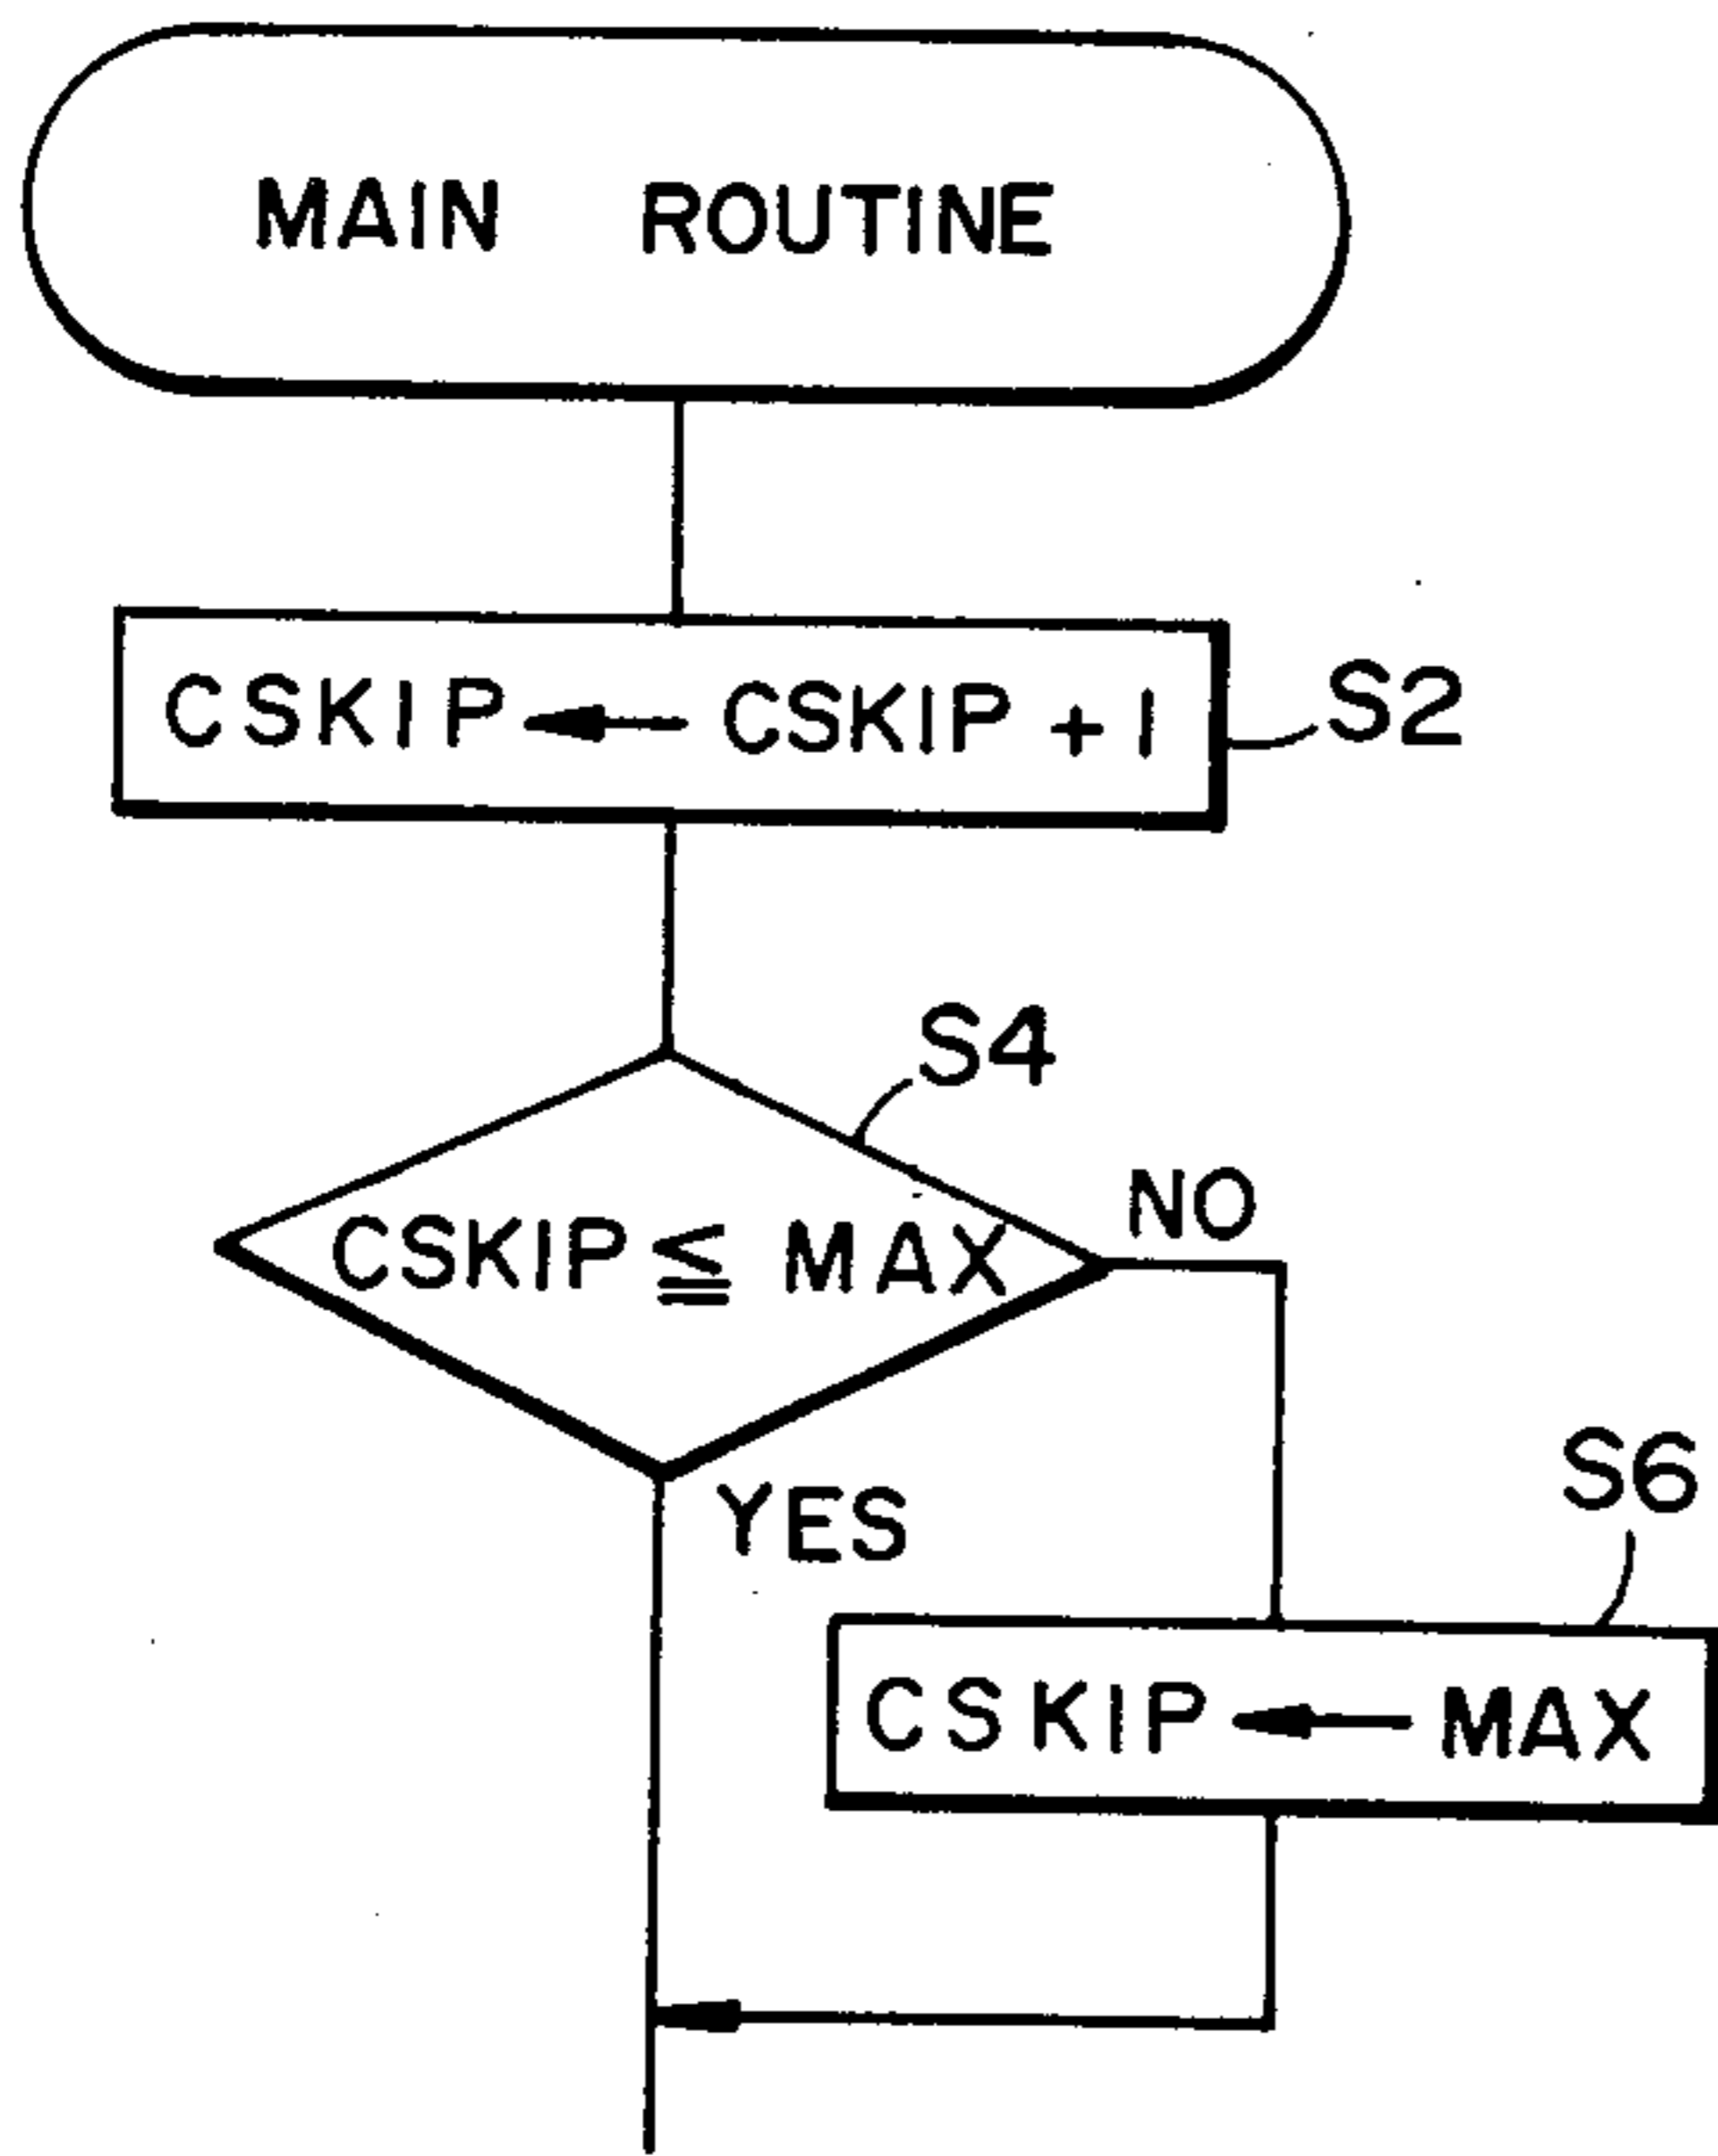 MAIN ROUTINE
CSKIP ← CSKIP + 1
S2
S4
CSKIP ≦ MAX
NO
YES
S6
CSKIP ← MAX